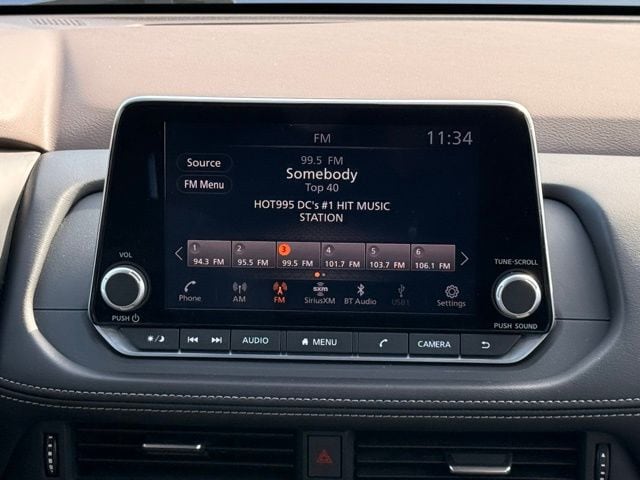 FM
11:34
Source
FM Menu
99.5 FM
Somebody
Top 40
HOT995 DC's #1 HIT MUSIC
STATION
1 2 3 4 5 6
94.3 FM 95.5 FM 99.5 FM 101.7 FM 103.7 FM 106.1 FM
VOL
TUNE-SCROLL
Phone
AM
FM
sxm
SiriusXM
BT Audio
USB1
Settings
PUSH
PUSH SOUND
AUDIO
MENU
CAMERA